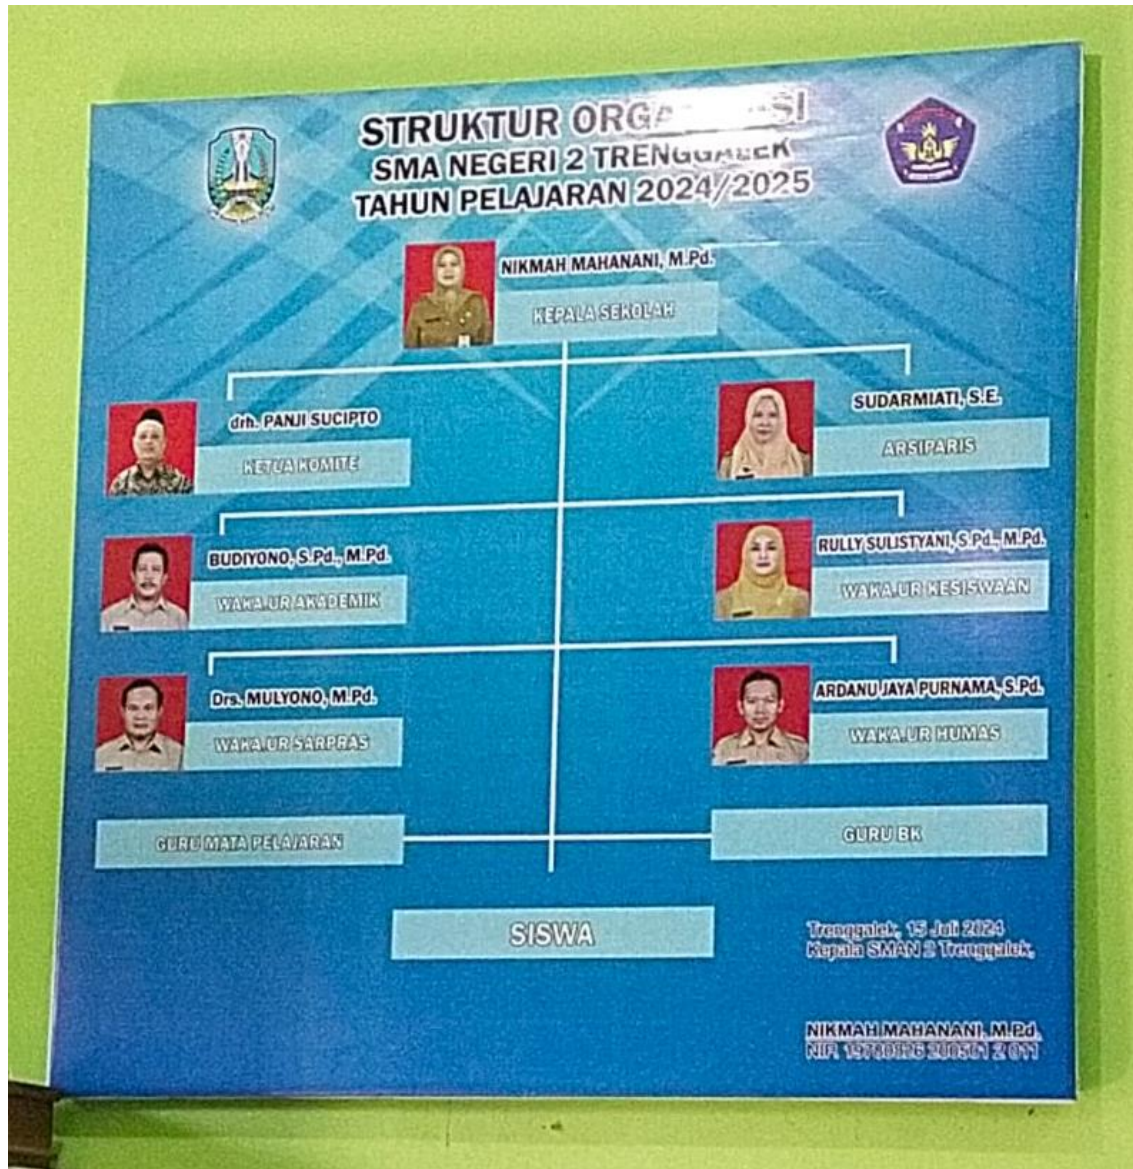 STRUKTUR ORGANISASI
SMA NEGERI 2 TRENGGALEK
TAHUN PELAJARAN 2024/2025
NIKMAH MAHANANI, M.Pd.
KEPALA SEKOLAH
drh. PANJI SUCIPTO
KETUA KOMITE
SUDARMIATI, S.E.
ARSIPARIS
BUDIYONO, S.Pd., M.Pd.
WAKA.UR AKADEMIK
RULLY SULISTYANI, S.Pd., M.Pd.
WAKA.UR KESISWAAN
Drs. MULYONO, M.Pd.
WAKA.UR SARPRAS
ARDANU JAYA PURNAMA, S.Pd.
WAKA.UR HUMAS
GURU MATA PELAJARAN
GURU BK
SISWA
Trenggalek, 15 Juli 2024
Kepala SMAN 2 Trenggalek,
NIKMAH MAHANANI, M.Pd.
NIP.